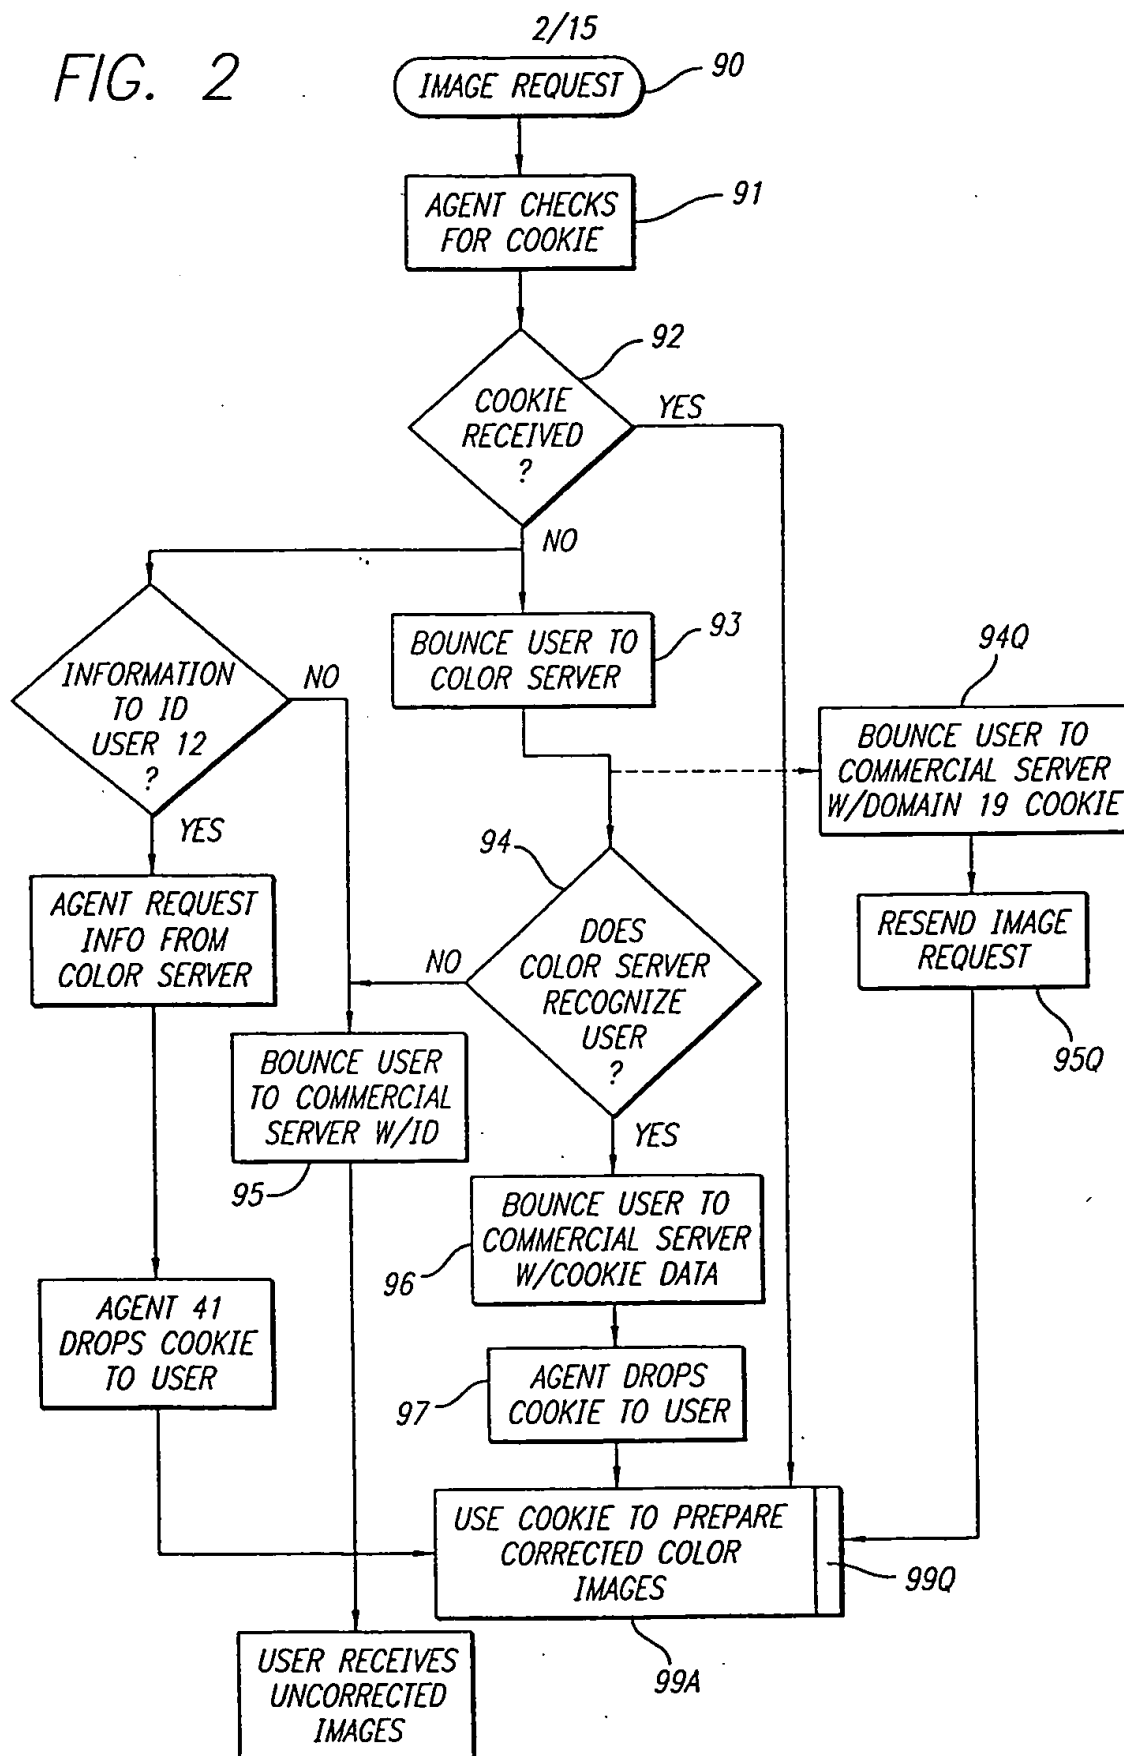 2/15
FIG. 2
IMAGE REQUEST
90
AGENT CHECKS
FOR COOKIE
91
COOKIE
RECEIVED
?
92
YES
NO
INFORMATION
TO ID
USER 12
?
NO
YES
BOUNCE USER TO
COLOR SERVER
93
94Q
BOUNCE USER TO
COMMERCIAL SERVER
W/DOMAIN 19 COOKIE
AGENT REQUEST
INFO FROM
COLOR SERVER
94
DOES
COLOR SERVER
RECOGNIZE
USER
?
NO
YES
RESEND IMAGE
REQUEST
95Q
BOUNCE USER
TO COMMERCIAL
SERVER W/ID
95
BOUNCE USER TO
COMMERCIAL SERVER
W/COOKIE DATA
96
AGENT 41
DROPS COOKIE
TO USER
AGENT DROPS
COOKIE TO USER
97
USE COOKIE TO PREPARE
CORRECTED COLOR
IMAGES
99Q
99A
USER RECEIVES
UNCORRECTED
IMAGES